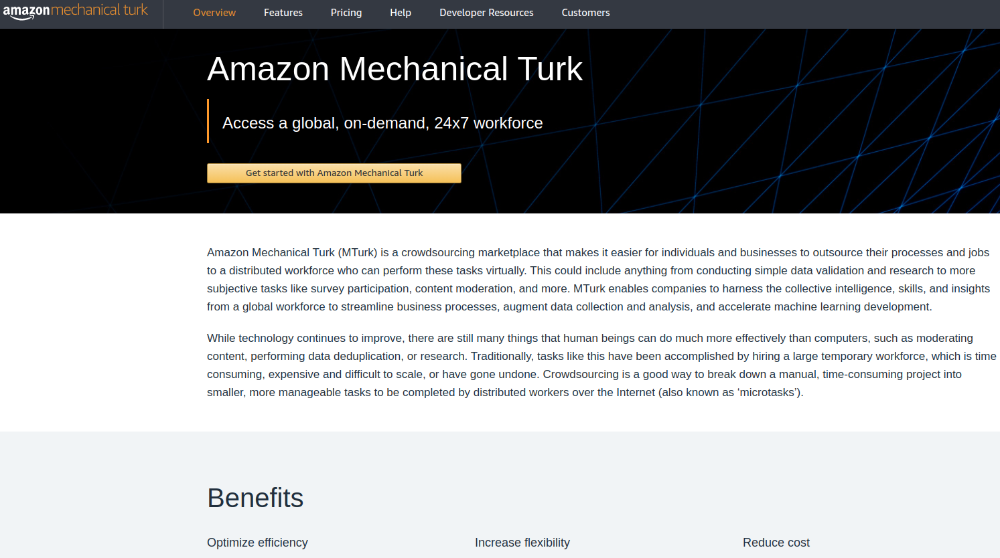 amazon mechanical turk
Overview Features Pricing Help Developer Resources Customers
Amazon Mechanical Turk
Access a global, on-demand, 24x7 workforce
Get started with Amazon Mechanical Turk
Amazon Mechanical Turk (MTurk) is a crowdsourcing marketplace that makes it easier for individuals and businesses to outsource their processes and jobs
to a distributed workforce who can perform these tasks virtually. This could include anything from conducting simple data validation and research to more
subjective tasks like survey participation, content moderation, and more. MTurk enables companies to harness the collective intelligence, skills, and insights
from a global workforce to streamline business processes, augment data collection and analysis, and accelerate machine learning development.
While technology continues to improve, there are still many things that human beings can do much more effectively than computers, such as moderating
content, performing data deduplication, or research. Traditionally, tasks like this have been accomplished by hiring a large temporary workforce, which is time
consuming, expensive and difficult to scale, or have gone undone. Crowdsourcing is a good way to break down a manual, time-consuming project into
smaller, more manageable tasks to be completed by distributed workers over the Internet (also known as ‘microtasks’).
Benefits
Optimize efficiency Increase flexibility Reduce cost